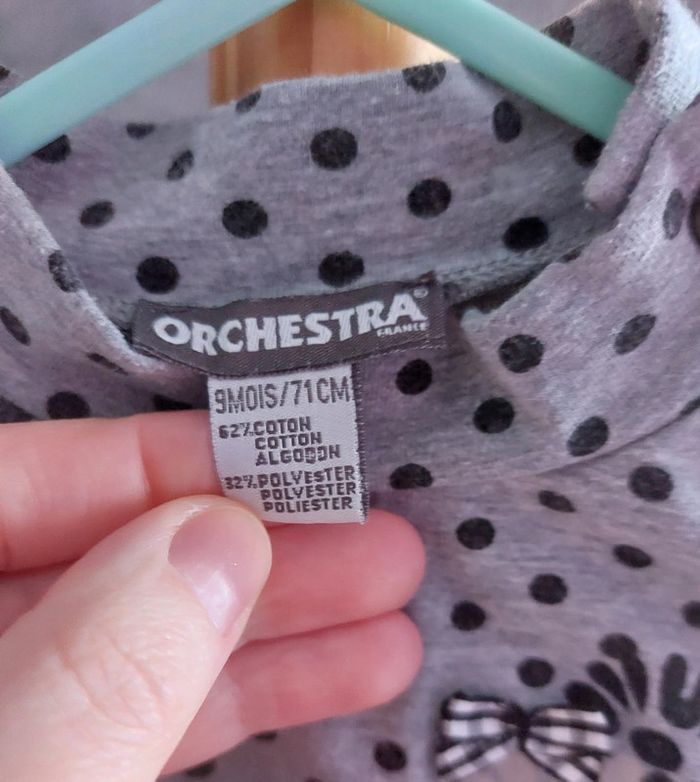 ORCHESTRA®
FRANCE
9MOIS/71CM
62%COTON
COTTON
ALGODON
32%POLYESTER
POLYESTER
POLIESTER